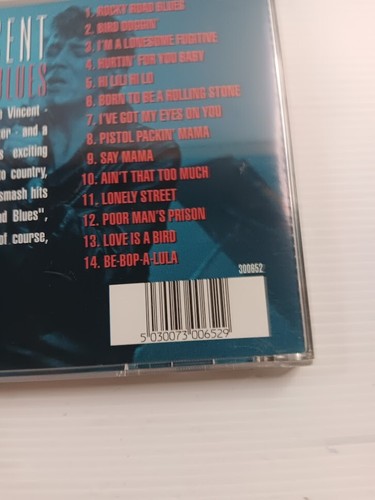 ENT
BLUES
1. ROCKY ROAD BLUES
2. BIRD DOGGIN'
3. I'M A LONESOME FUGITIVE
4. HURTIN' FOR YOU BABY
5. HI LILI HI LO
6. BORN TO BE A ROLLING STONE
7. I'VE GOT MY EYES ON YOU
8. PISTOL PACKIN' MAMA
9. SAY MAMA
10. AIN'T THAT TOO MUCH
11. LONELY STREET
12. POOR MAN'S PRISON
13. LOVE IS A BIRD
14. BE-BOP-A-LULA
Vincent -
er - and a
s exciting
to country,
smash hits
d Blues",
of course,
300652
5 030073 006529